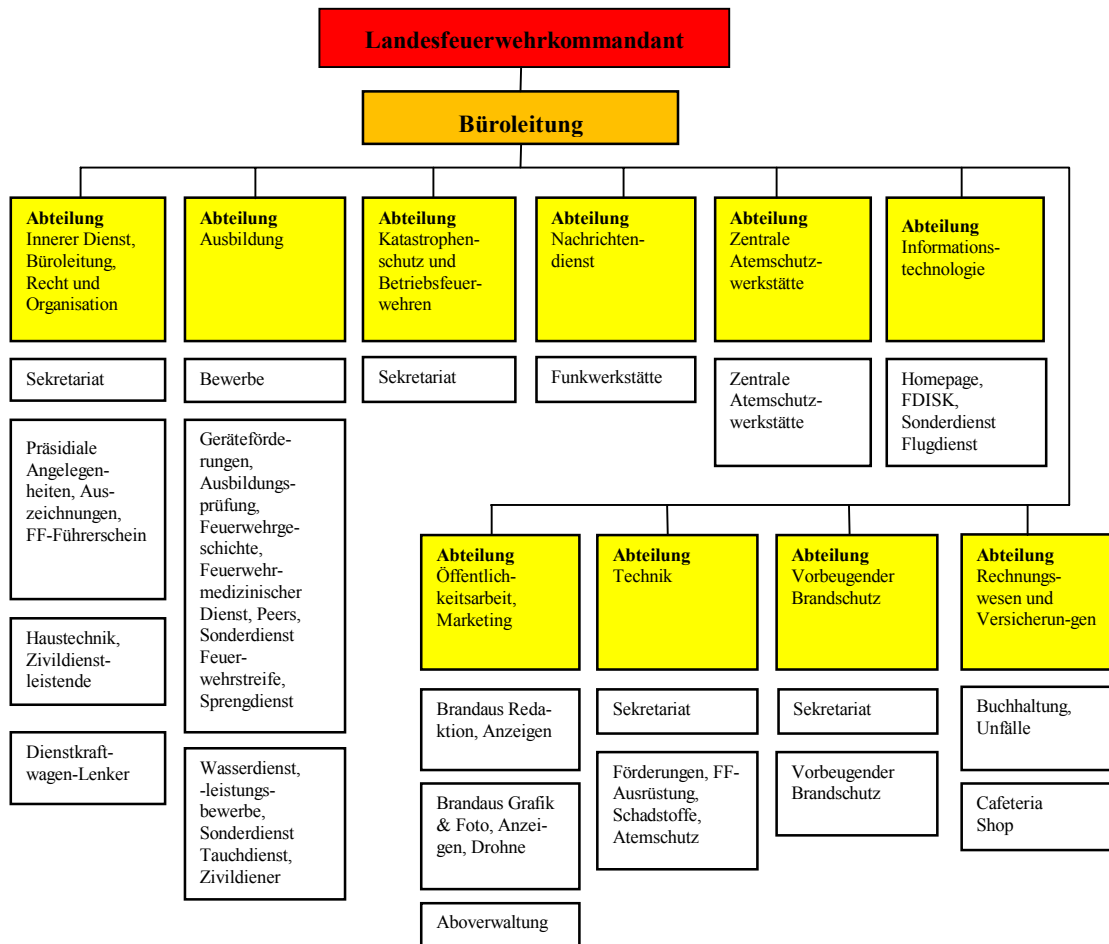 Landesfeuerwehrkommandant
Büroleitung
Abteilung
Innerer Dienst,
Büroleitung,
Recht und
Organisation
Sekretariat
Präsidiale
Angelegen-
heiten, Aus-
zeichnungen,
FF-Führerschein
Haustechnik,
Zivildienst-
leistende
Dienstkraft-
wagen-Lenker
Abteilung
Ausbildung
Bewerbe
Geräteförde-
rungen,
Ausbildungs-
prüfung,
Feuerwehrge-
schichte,
Feuerwehr-
medizinischer
Dienst, Peers,
Sonderdienst
Feuer-
wehrstreife,
Sprengdienst
Wasserdienst,
-leistungs-
bewerbe,
Sonderdienst
Tauchdienst,
Zivildiener
Abteilung
Katastrophen-
schutz und
Betriebsfeuer-
wehren
Sekretariat
Abteilung
Nachrichten-
dienst
Funkwerkstätte
Abteilung
Zentrale
Atemschutz-
werkstätte
Zentrale
Atemschutz-
werkstätte
Abteilung
Informations-
technologie
Homepage,
FDISK,
Sonderdienst
Flugdienst
Abteilung
Öffentlich-
keitsarbeit,
Marketing
Brandaus Reda-
ktion, Anzeigen
Brandaus Grafik
& Foto, Anzei-
gen, Drohne
Aboverwaltung
Abteilung
Technik
Sekretariat
Förderungen, FF-
Ausrüstung,
Schadstoffe,
Atemschutz
Abteilung
Vorbeugender
Brandschutz
Sekretariat
Vorbeugender
Brandschutz
Abteilung
Rechnungs-
wesen und
Versicherun-gen
Buchhaltung,
Unfälle
Cafeteria
Shop